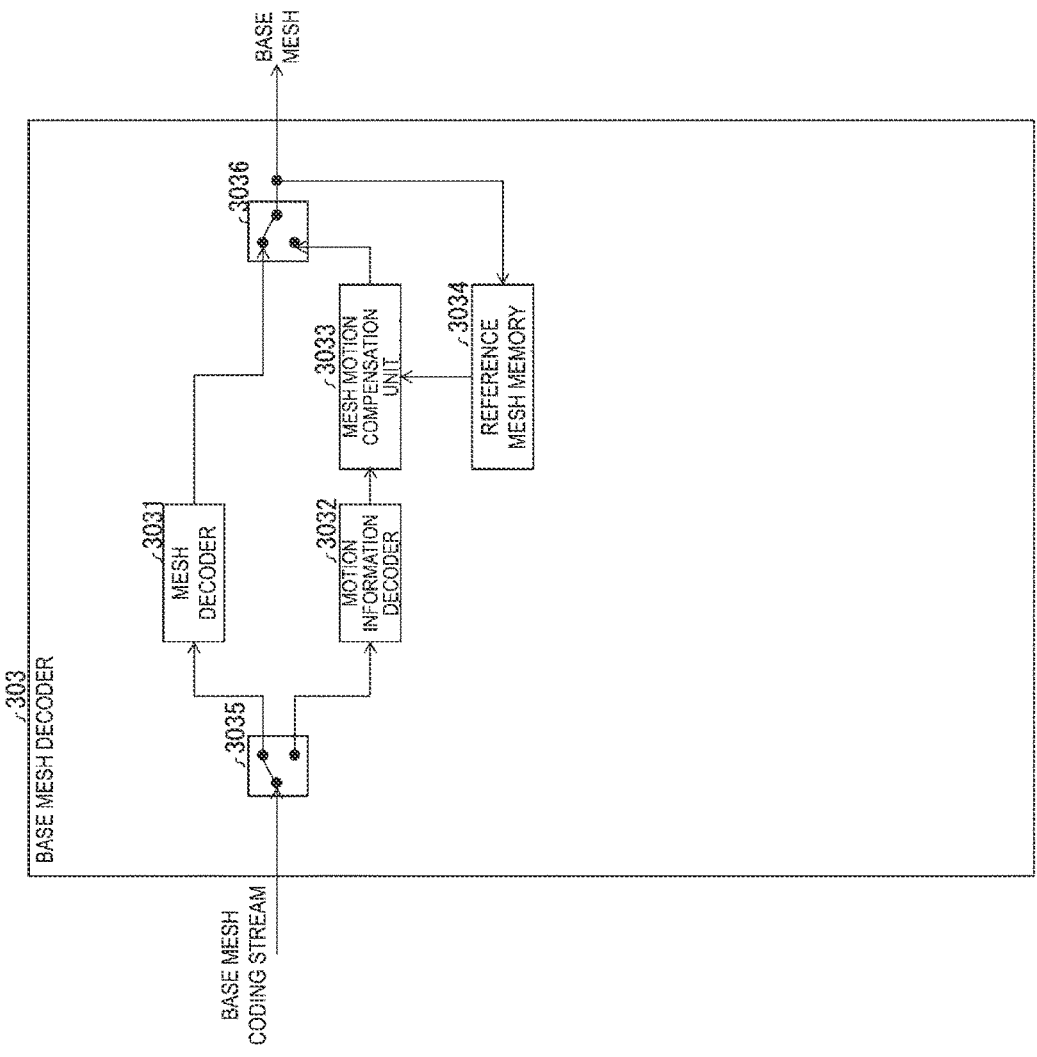 303
BASE MESH DECODER
BASE MESH
CODING STREAM
3035
3031
MESH
DECODER
3032
MOTION
INFORMATION
DECODER
3033
MESH MOTION
COMPENSATION
UNIT
3034
REFERENCE
MESH MEMORY
3036
BASE
MESH